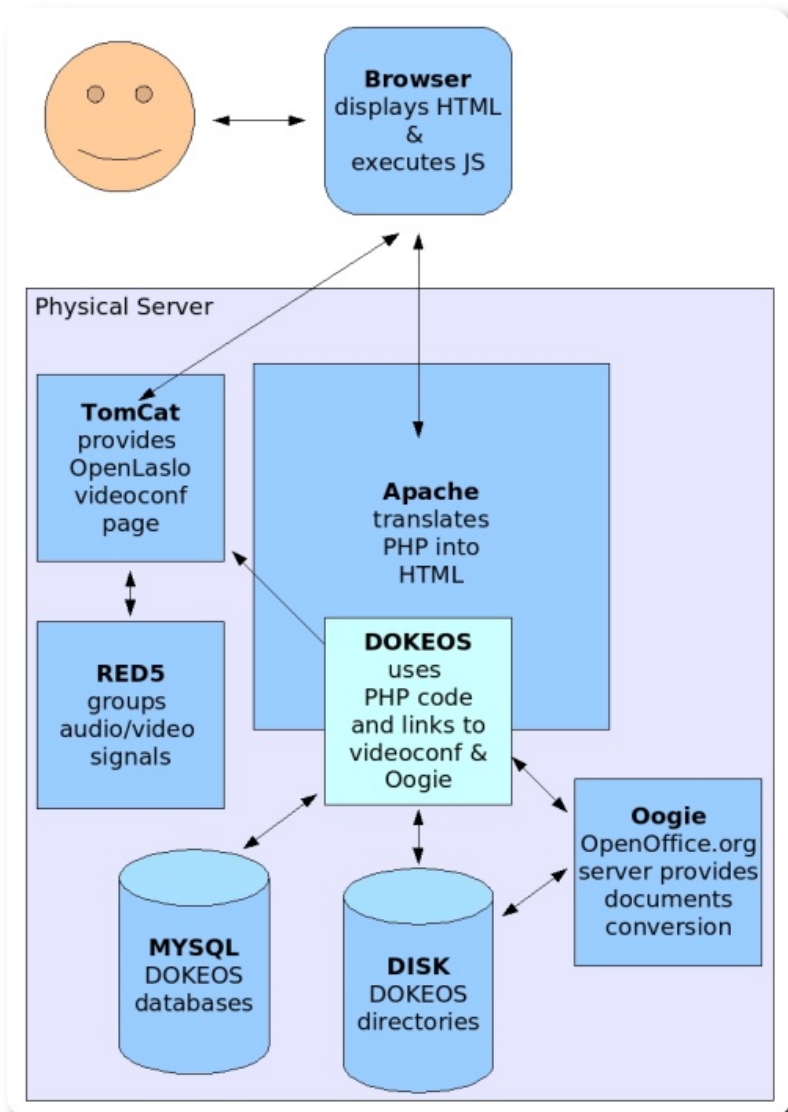 Browser
displays HTML
&
executes JS
Physical Server
TomCat
provides
OpenLaslo
videoconf
page
Apache
translates
PHP into
HTML
RED5
groups
audio/video
signals
DOKEOS
uses
PHP code
and links to
videoconf &
Oogie
Oogie
OpenOffice.org
server provides
documents
conversion
MYSQL
DOKEOS
databases
DISK
DOKEOS
directories